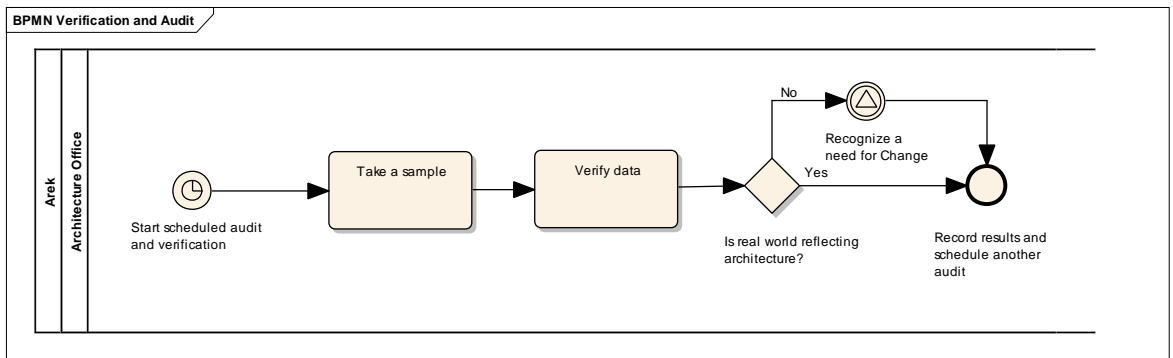 BPMN Verification and Audit
Arek
Architecture Office
Start scheduled audit
and verification
Take a sample
Verify data
Is real world reflecting
architecture?
No
Recognize a
need for Change
Yes
Record results and
schedule another
audit